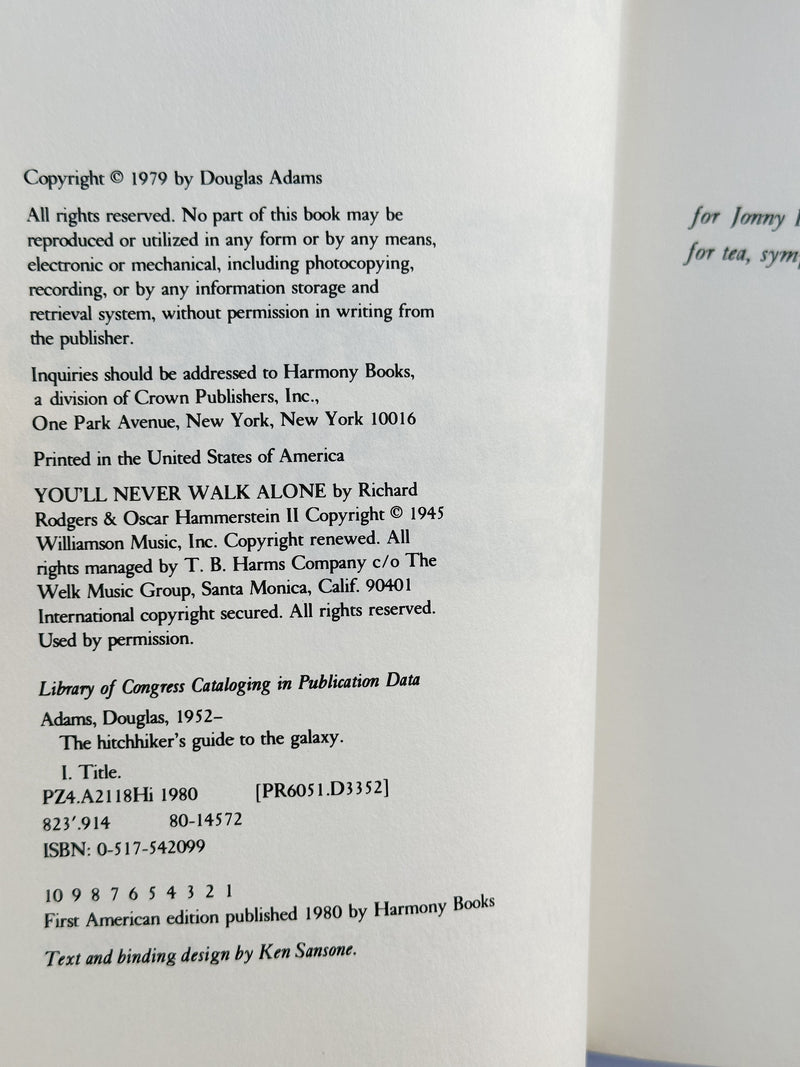 Copyright © 1979 by Douglas Adams
All rights reserved. No part of this book may be
reproduced or utilized in any form or by any means,
electronic or mechanical, including photocopying,
recording, or by any information storage and
retrieval system, without permission in writing from
the publisher.
Inquiries should be addressed to Harmony Books,
a division of Crown Publishers, Inc.,
One Park Avenue, New York, New York 10016
Printed in the United States of America
YOU'LL NEVER WALK ALONE by Richard
Rodgers & Oscar Hammerstein II Copyright © 1945
Williamson Music, Inc. Copyright renewed. All
rights managed by T. B. Harms Company c/o The
Welk Music Group, Santa Monica, Calif. 90401
International copyright secured. All rights reserved.
Used by permission.
Library of Congress Cataloging in Publication Data
Adams, Douglas, 1952–
The hitchhiker's guide to the galaxy.
I. Title.
PZ4.A2118Hi 1980 [PR6051.D3352]
823′.914 80-14572
ISBN: 0-517-542099
10 9 8 7 6 5 4 3 2 1
First American edition published 1980 by Harmony Books
Text and binding design by Ken Sansone.
for Jonny
for tea,